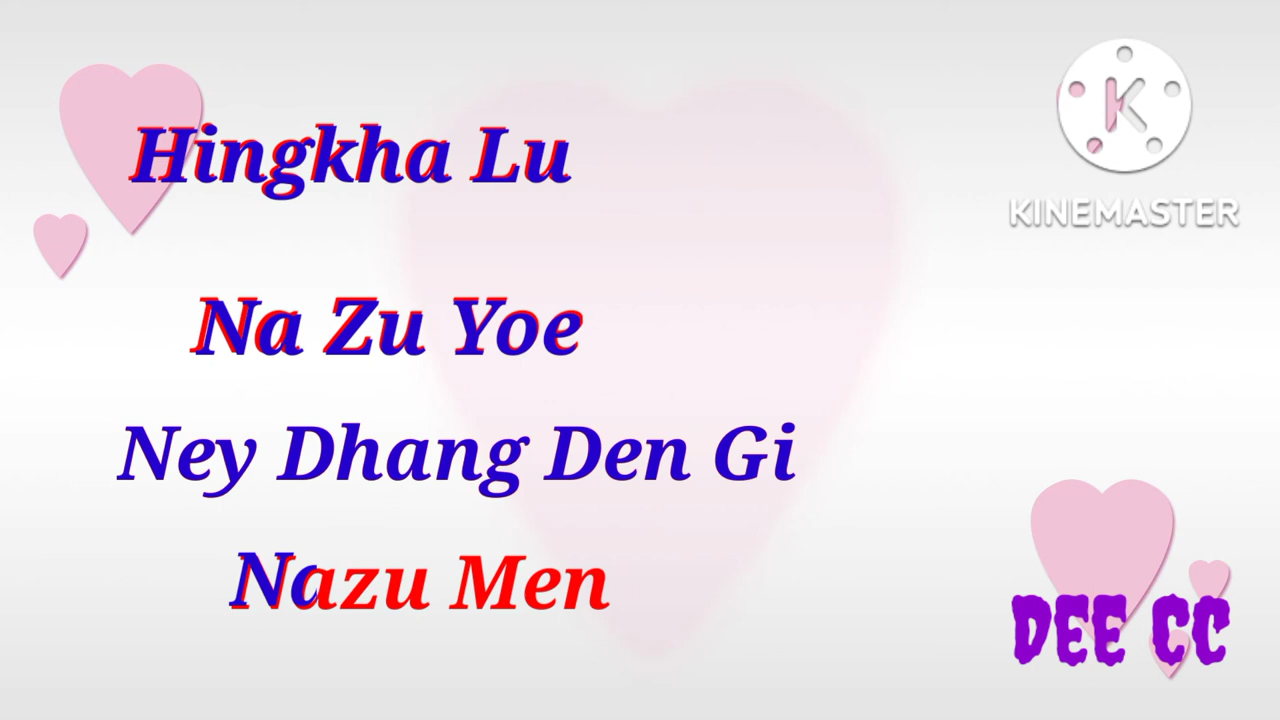 Hingkha Lu
KINEMASTER
Na Zu Yoe
Ney Dhang Den Gi
Nazu Men
DEE CC